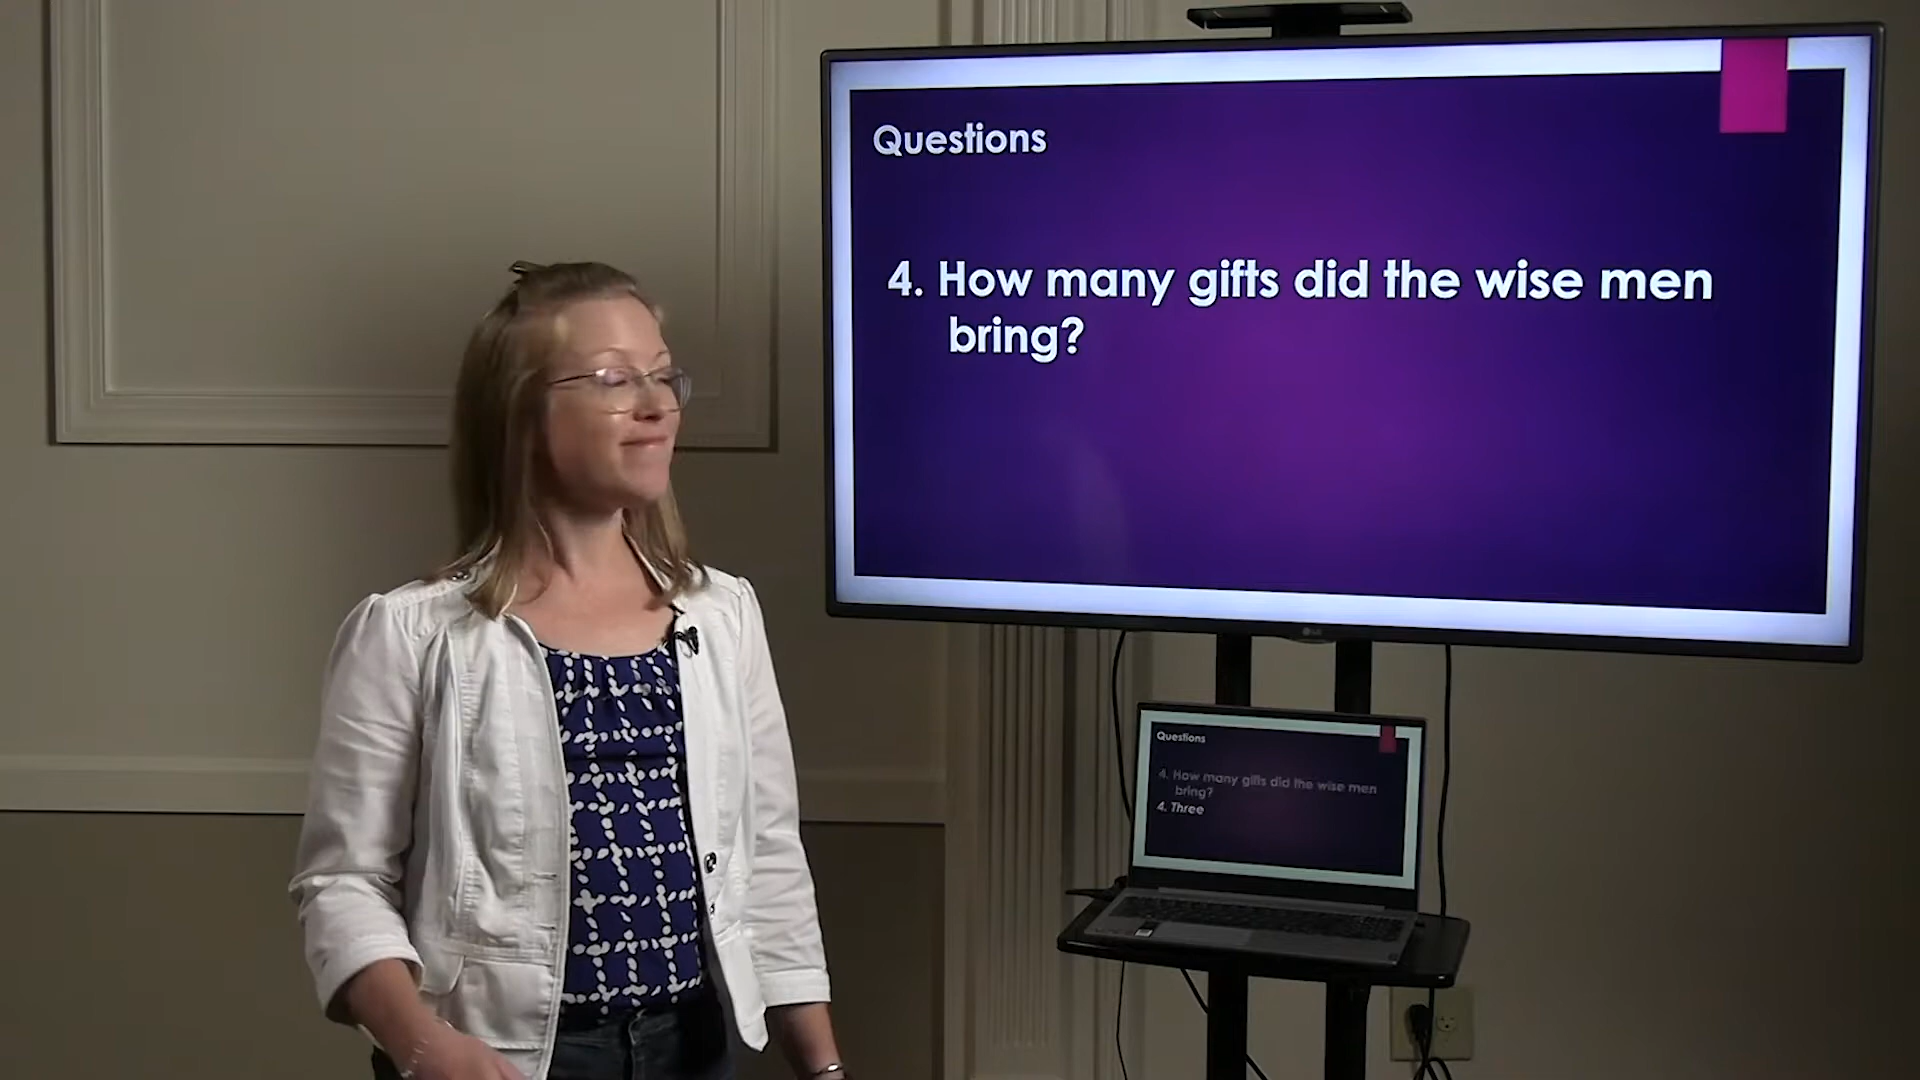 Questions
4. How many gifts did the wise men
bring?
LG
Questions
4. How many gifts did the wise men
bring?
4. Three